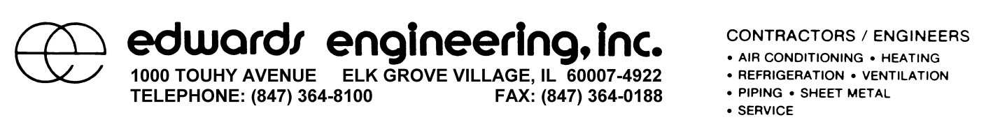 edwards engineering, inc.
1000 TOUHY AVENUE ELK GROVE VILLAGE, IL 60007-4922
TELEPHONE: (847) 364-8100 FAX: (847) 364-0188
CONTRACTORS / ENGINEERS
• AIR CONDITIONING • HEATING
• REFRIGERATION • VENTILATION
• PIPING • SHEET METAL
• SERVICE